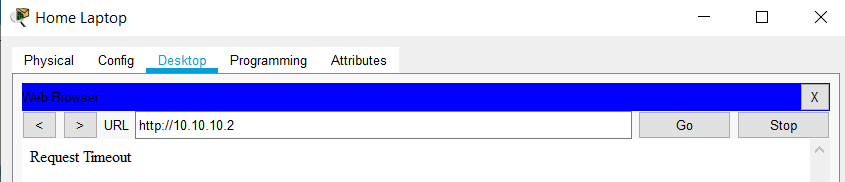 Home Laptop
Physical Config Desktop Programming Attributes
Web Browser X
< > URL http://10.10.10.2 Go Stop
Request Timeout